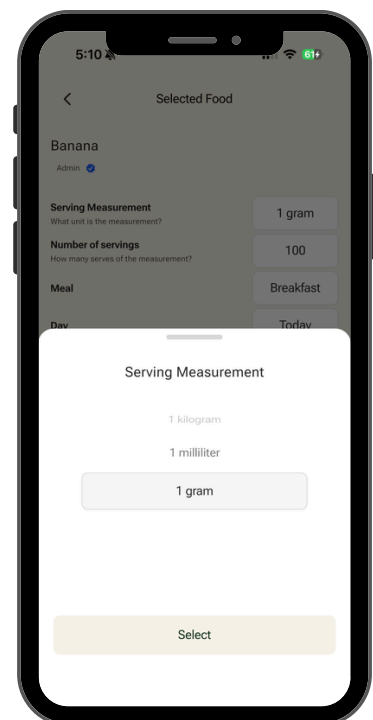 5:10
61
Selected Food
Banana
Admin
Serving Measurement
What unit is the measurement?
1 gram
Number of servings
How many serves of the measurement?
100
Meal
Breakfast
Day
Today
Serving Measurement
1 kilogram
1 milliliter
1 gram
Select